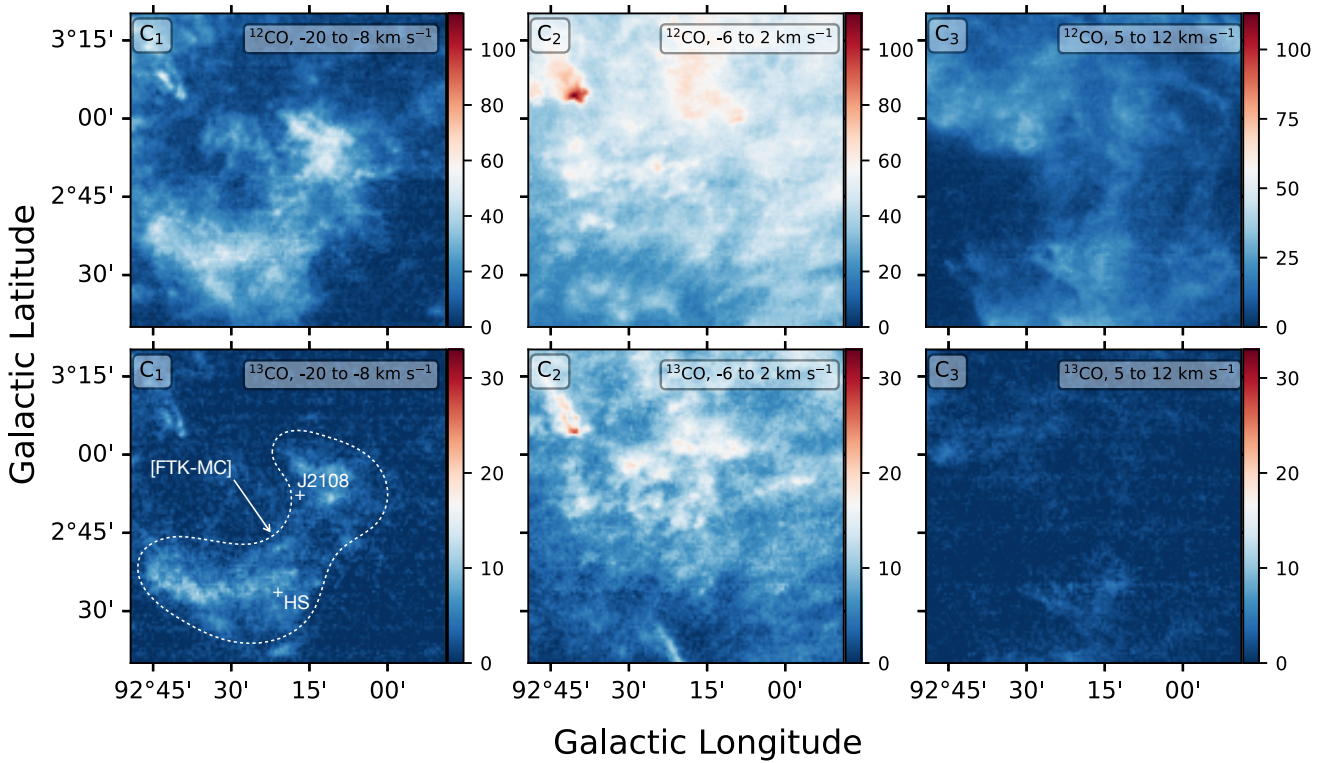 C₁
¹²CO, -20 to -8 km s⁻¹
C₂
¹²CO, -6 to 2 km s⁻¹
C₃
¹²CO, 5 to 12 km s⁻¹
3°15'
00'
2°45'
30'
100
80
60
40
20
0
100
80
60
40
20
0
100
75
50
25
0
Galactic Latitude
C₁
¹³CO, -20 to -8 km s⁻¹
C₂
¹³CO, -6 to 2 km s⁻¹
C₃
¹³CO, 5 to 12 km s⁻¹
[FTK-MC]
J2108
+
+
HS
3°15'
00'
2°45'
30'
30
20
10
0
30
20
10
0
30
20
10
0
92°45' 30' 15' 00'
92°45' 30' 15' 00'
92°45' 30' 15' 00'
Galactic Longitude